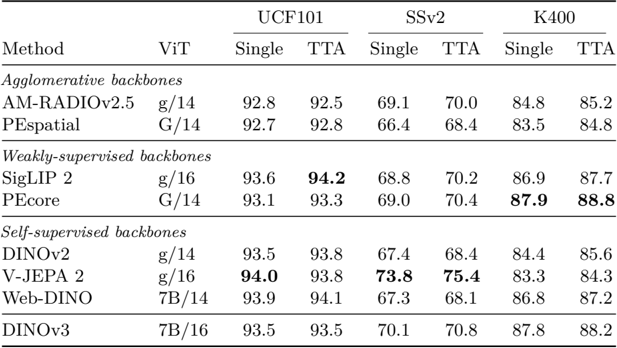 UCF101 SSv2 K400
Method ViT Single TTA Single TTA Single TTA
Agglomerative backbones
AM-RADIOv2.5 g/14 92.8 92.5 69.1 70.0 84.8 85.2
PEspatial G/14 92.7 92.8 66.4 68.4 83.5 84.8
Weakly-supervised backbones
SigLIP 2 g/16 93.6 94.2 68.8 70.2 86.9 87.7
PEcore G/14 93.1 93.3 69.0 70.4 87.9 88.8
Self-supervised backbones
DINOv2 g/14 93.5 93.8 67.4 68.4 84.4 85.6
V-JEPA 2 g/16 94.0 93.8 73.8 75.4 83.3 84.3
Web-DINO 7B/14 93.9 94.1 67.3 68.1 86.8 87.2
DINOv3 7B/16 93.5 93.5 70.1 70.8 87.8 88.2